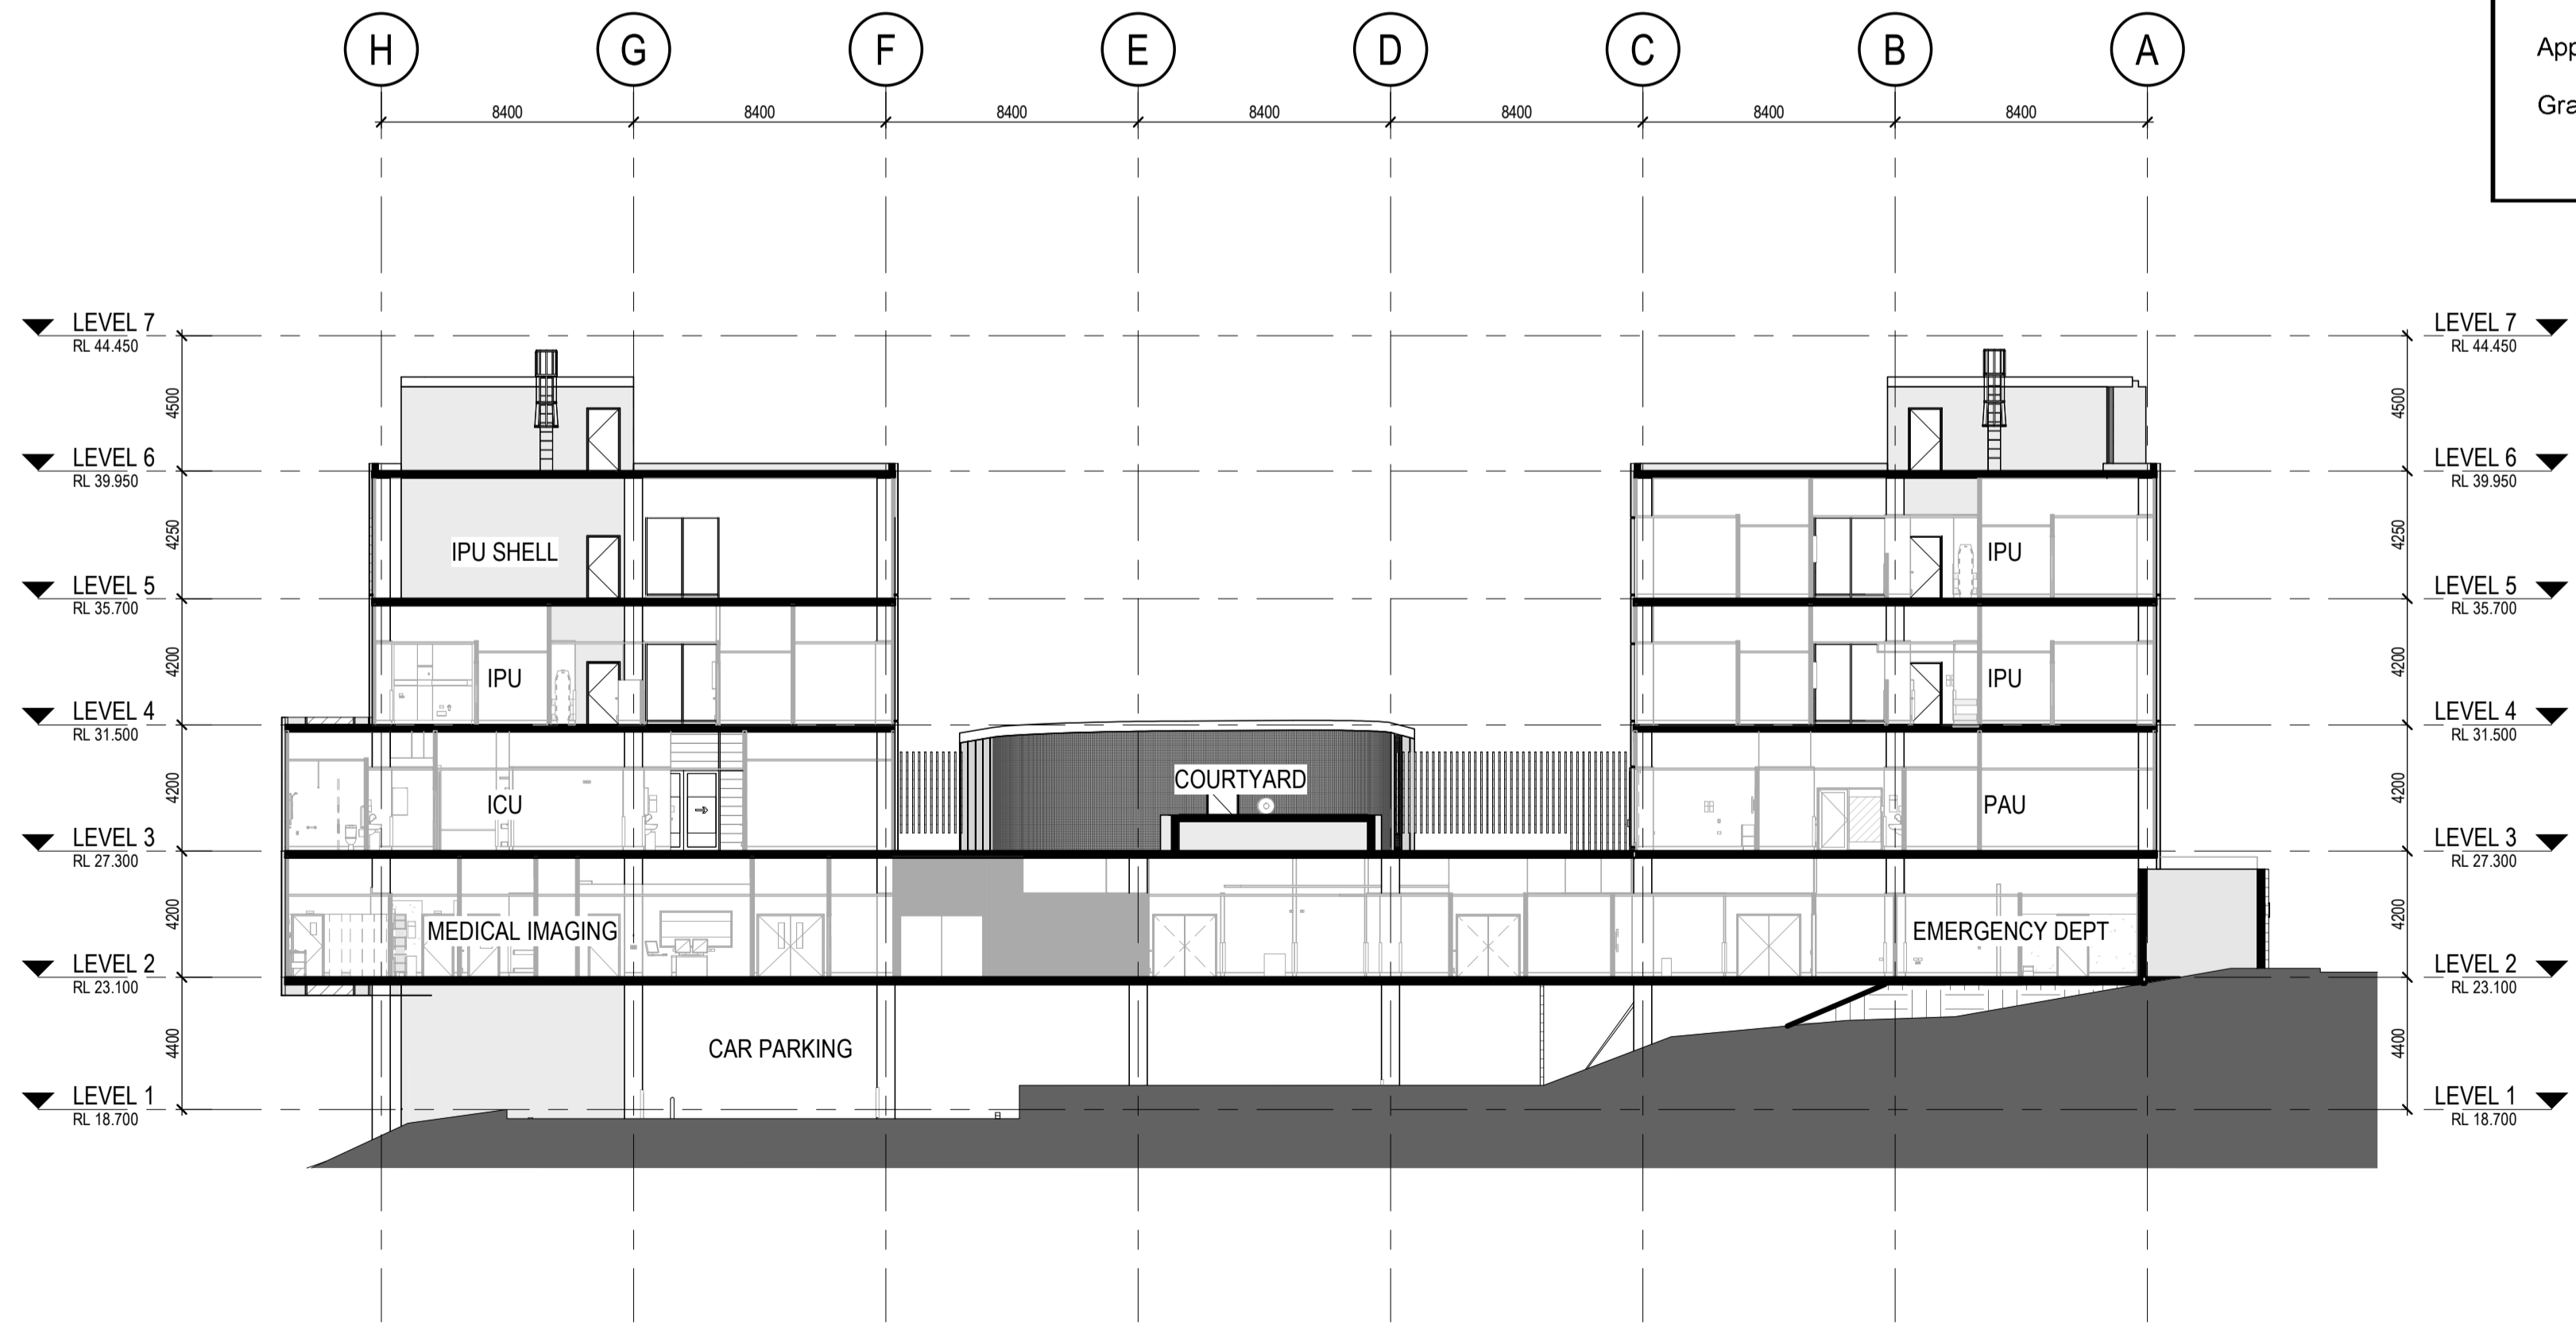 H G F E D C B A
App
Gra
8400 8400 8400 8400 8400 8400 8400
LEVEL 7 LEVEL 7
RL 44.450 RL 44.450
4500 4500
LEVEL 6 LEVEL 6
RL 39.950 RL 39.950
4250 4250
IPU SHELL IPU
LEVEL 5 LEVEL 5
RL 35.700 RL 35.700
4200 4200
IPU IPU
LEVEL 4 LEVEL 4
RL 31.500 RL 31.500
4200 COURTYARD 4200
ICU PAU
LEVEL 3 LEVEL 3
RL 27.300 RL 27.300
4200 4200
MEDICAL IMAGING EMERGENCY DEPT
LEVEL 2 LEVEL 2
RL 23.100 RL 23.100
4400 CAR PARKING 4400
LEVEL 1 LEVEL 1
RL 18.700 RL 18.700